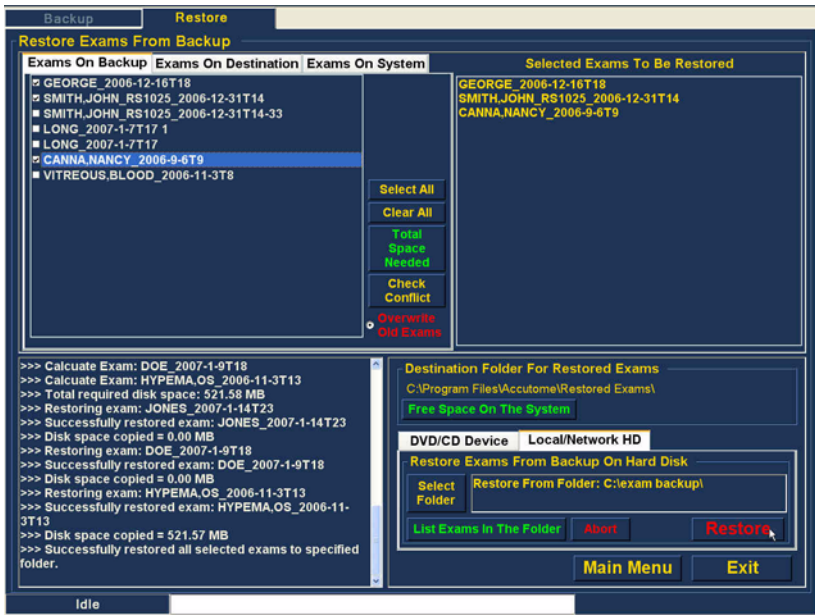 Backup
Restore
Restore Exams From Backup
Exams On Backup
Exams On Destination
Exams On System
GEORGE_2006-12-16T18
SMITH,JOHN_RS1025_2006-12-31T14
SMITH,JOHN_RS1025_2006-12-31T14-33
LONG_2007-1-7T17 1
LONG_2007-1-7T17
CANNA,NANCY_2006-9-6T9
VITREOUS,BLOOD_2006-11-3T8
Select All
Clear All
Total
Space
Needed
Check
Conflict
Overwrite
Old Exams
Selected Exams To Be Restored
GEORGE_2006-12-16T18
SMITH,JOHN_RS1025_2006-12-31T14
CANNA,NANCY_2006-9-6T9
>>> Calcuate Exam: DOE_2007-1-9T18
>>> Calcuate Exam: HYPEMA,OS_2006-11-3T13
>>> Total required disk space: 521.58 MB
>>> Restoring exam: JONES_2007-1-14T23
>>> Successfully restored exam: JONES_2007-1-14T23
>>> Disk space copied = 0.00 MB
>>> Restoring exam: DOE_2007-1-9T18
>>> Successfully restored exam: DOE_2007-1-9T18
>>> Disk space copied = 0.00 MB
>>> Restoring exam: HYPEMA,OS_2006-11-3T13
>>> Successfully restored exam: HYPEMA,OS_2006-11-
3T13
>>> Disk space copied = 521.57 MB
>>> Successfully restored all selected exams to specified
folder.
Destination Folder For Restored Exams
C:\Program Files\Accutome\Restored Exams\
Free Space On The System
DVD/CD Device
Local/Network HD
Restore Exams From Backup On Hard Disk
Select
Folder
Restore From Folder: C:\exam backup\
List Exams In The Folder
Abort
Restore
Main Menu
Exit
Idle